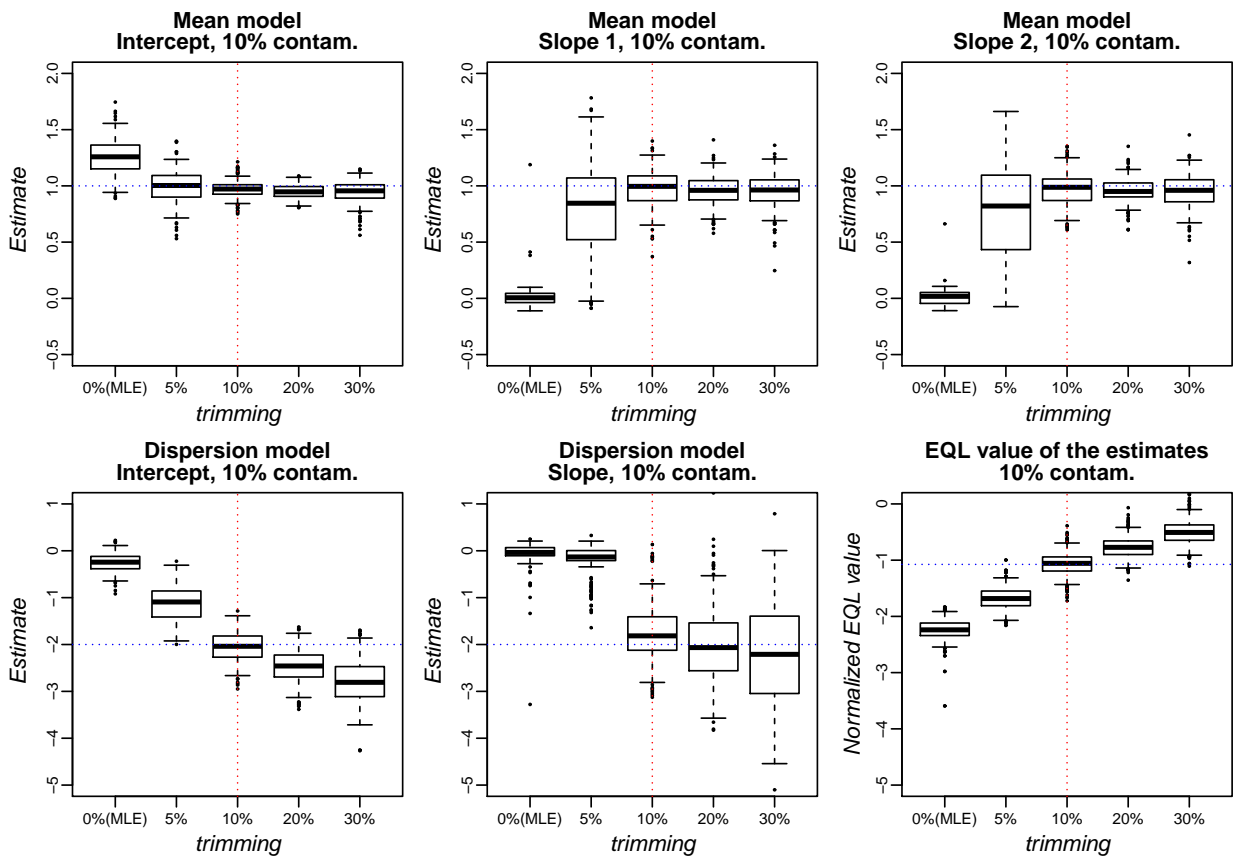 Mean model
Intercept, 10% contam.
Estimate
2.0
1.5
1.0
0.5
0.0
−0.5
0%(MLE) 5% 10% 20% 30%
trimming
Mean model
Slope 1, 10% contam.
Estimate
2.0
1.5
1.0
0.5
0.0
−0.5
0%(MLE) 5% 10% 20% 30%
trimming
Mean model
Slope 2, 10% contam.
Estimate
2.0
1.5
1.0
0.5
0.0
−0.5
0%(MLE) 5% 10% 20% 30%
trimming
Dispersion model
Intercept, 10% contam.
Estimate
1
0
−1
−2
−3
−4
−5
0%(MLE) 5% 10% 20% 30%
trimming
Dispersion model
Slope, 10% contam.
Estimate
1
0
−1
−2
−3
−4
−5
0%(MLE) 5% 10% 20% 30%
trimming
EQL value of the estimates
10% contam.
Normalized EQL value
0
−1
−2
−3
−4
−5
0%(MLE) 5% 10% 20% 30%
trimming